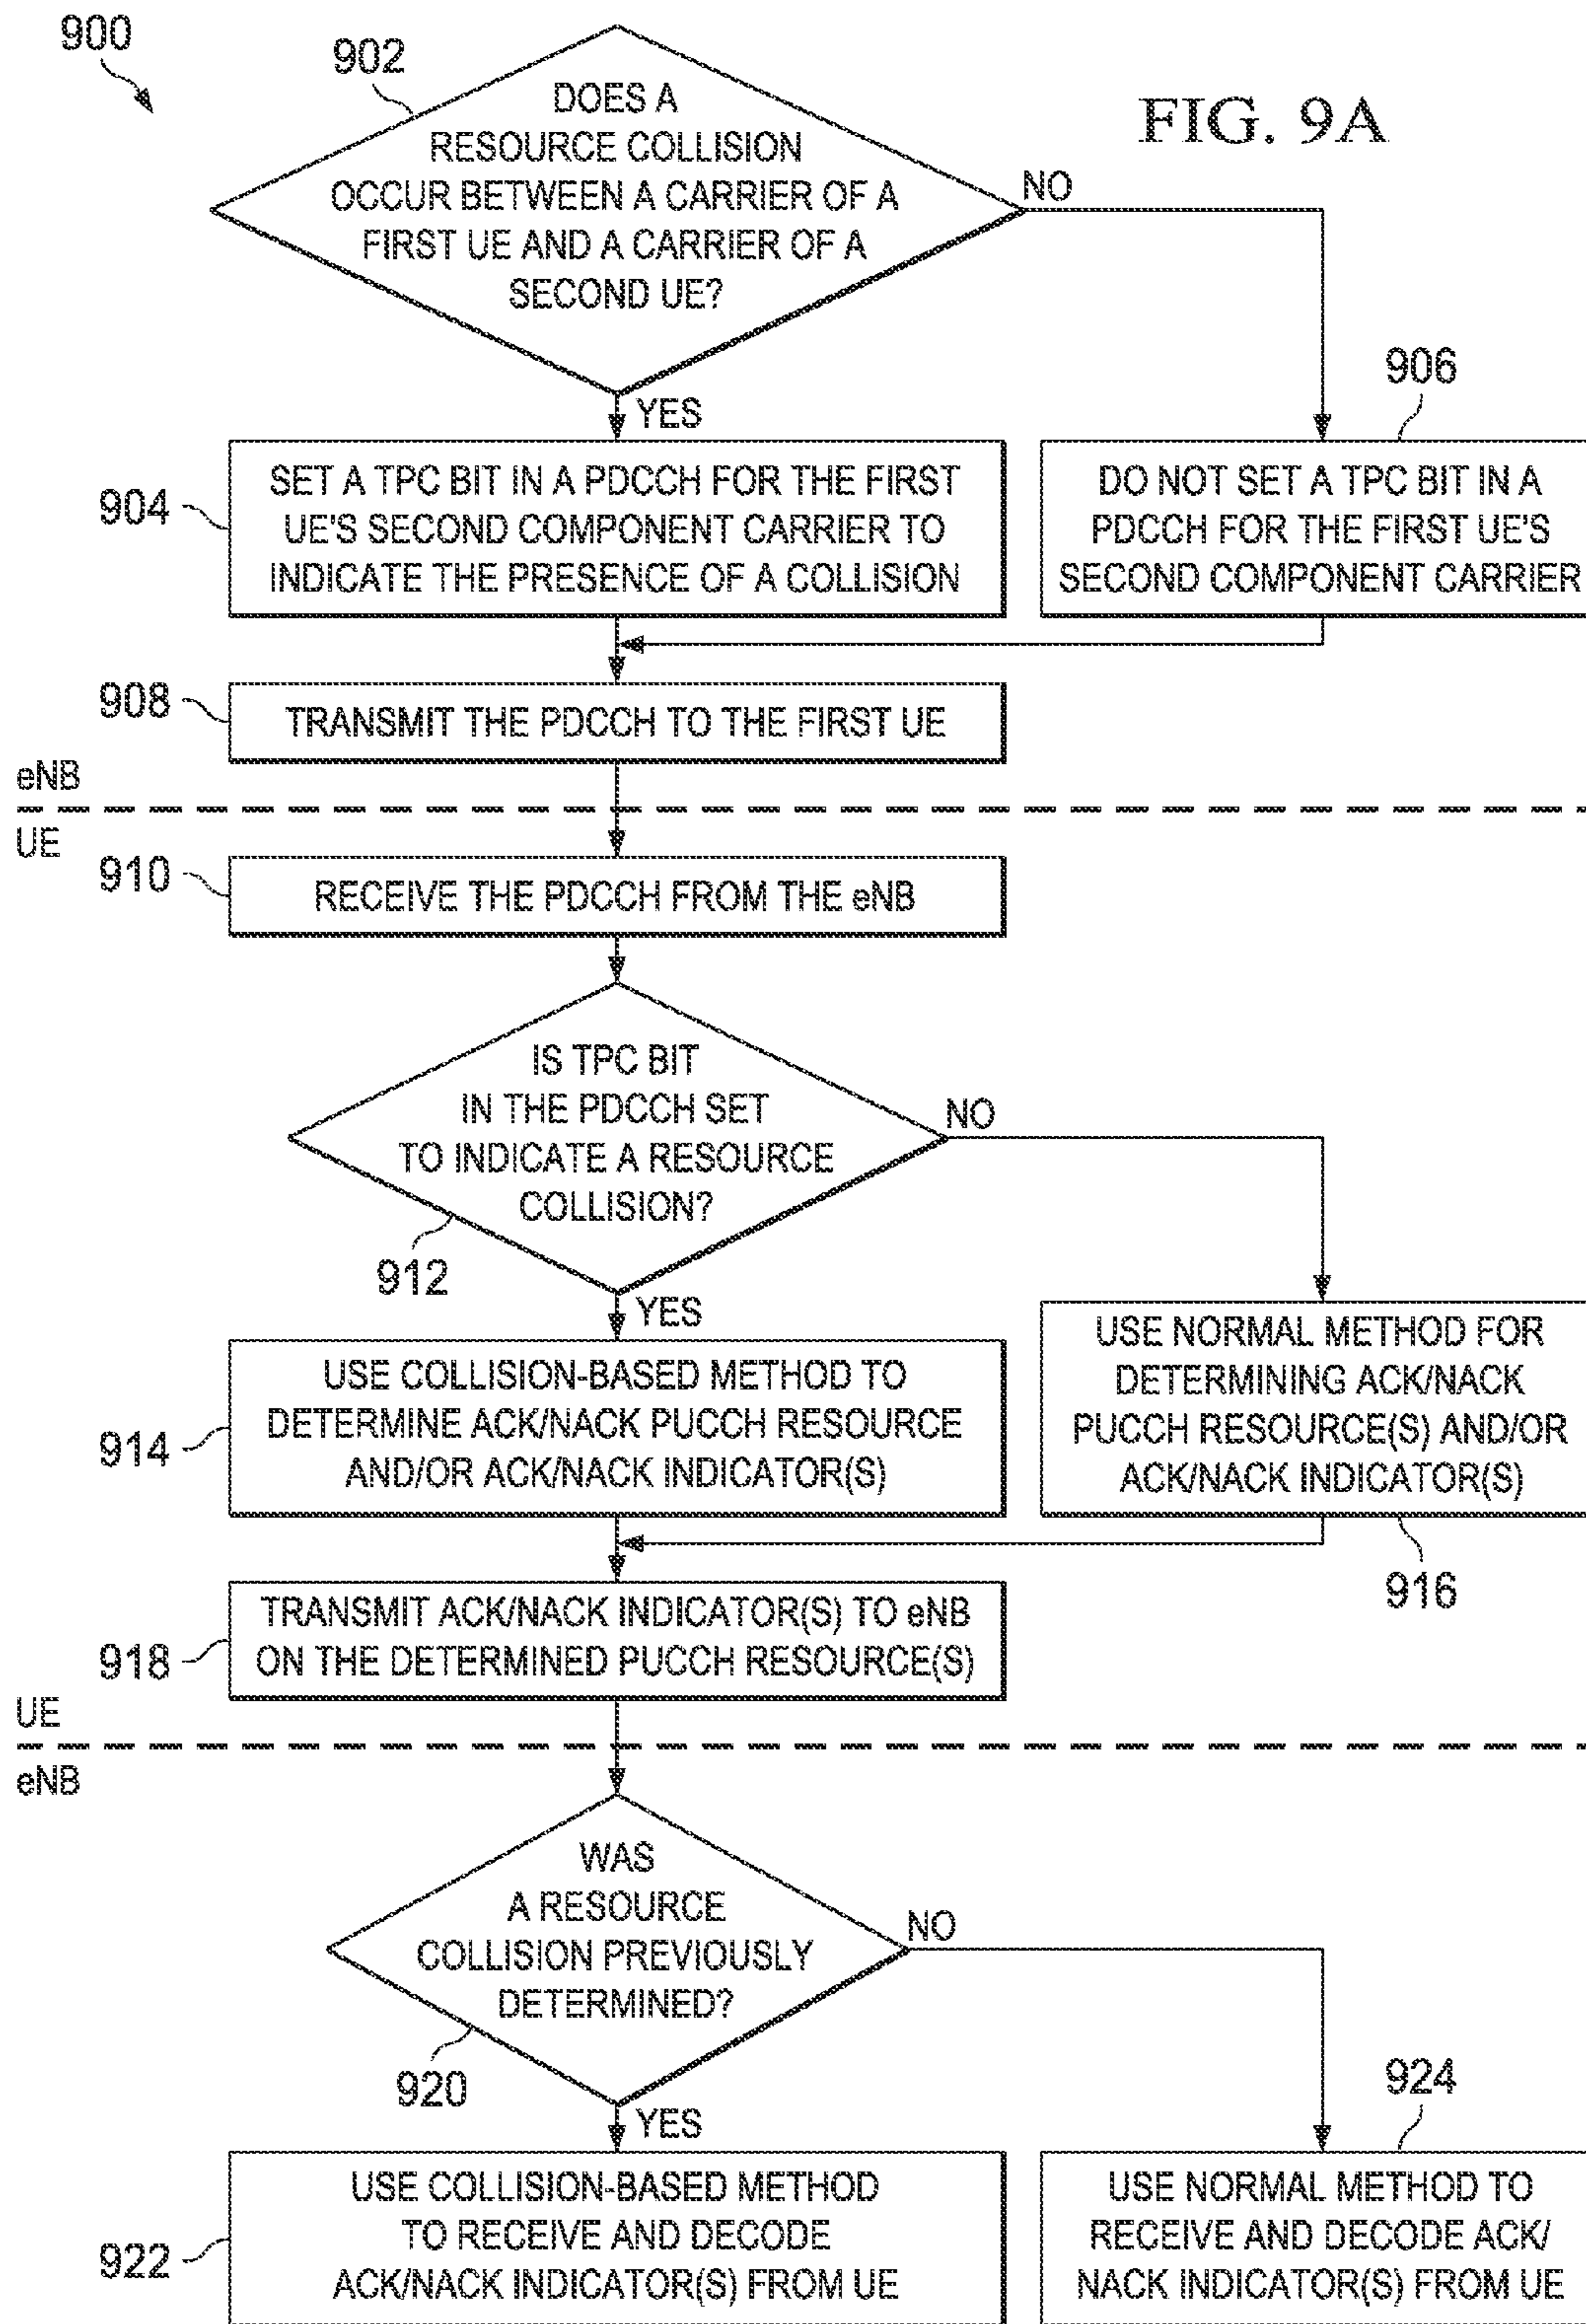 900
902
FIG. 9A
DOES A
RESOURCE COLLISION
OCCUR BETWEEN A CARRIER OF A
FIRST UE AND A CARRIER OF A
SECOND UE?
NO
YES
906
904
SET A TPC BIT IN A PDCCH FOR THE FIRST
UE'S SECOND COMPONENT CARRIER TO
INDICATE THE PRESENCE OF A COLLISION
DO NOT SET A TPC BIT IN A
PDCCH FOR THE FIRST UE'S
SECOND COMPONENT CARRIER
908
TRANSMIT THE PDCCH TO THE FIRST UE
eNB
UE
910
RECEIVE THE PDCCH FROM THE eNB
IS TPC BIT
IN THE PDCCH SET
TO INDICATE A RESOURCE
COLLISION?
NO
912
YES
914
USE COLLISION-BASED METHOD TO
DETERMINE ACK/NACK PUCCH RESOURCE
AND/OR ACK/NACK INDICATOR(S)
USE NORMAL METHOD FOR
DETERMINING ACK/NACK
PUCCH RESOURCE(S) AND/OR
ACK/NACK INDICATOR(S)
916
918
TRANSMIT ACK/NACK INDICATOR(S) TO eNB
ON THE DETERMINED PUCCH RESOURCE(S)
UE
eNB
WAS
A RESOURCE
COLLISION PREVIOUSLY
DETERMINED?
NO
920
YES
924
922
USE COLLISION-BASED METHOD
TO RECEIVE AND DECODE
ACK/NACK INDICATOR(S) FROM UE
USE NORMAL METHOD TO
RECEIVE AND DECODE ACK/
NACK INDICATOR(S) FROM UE